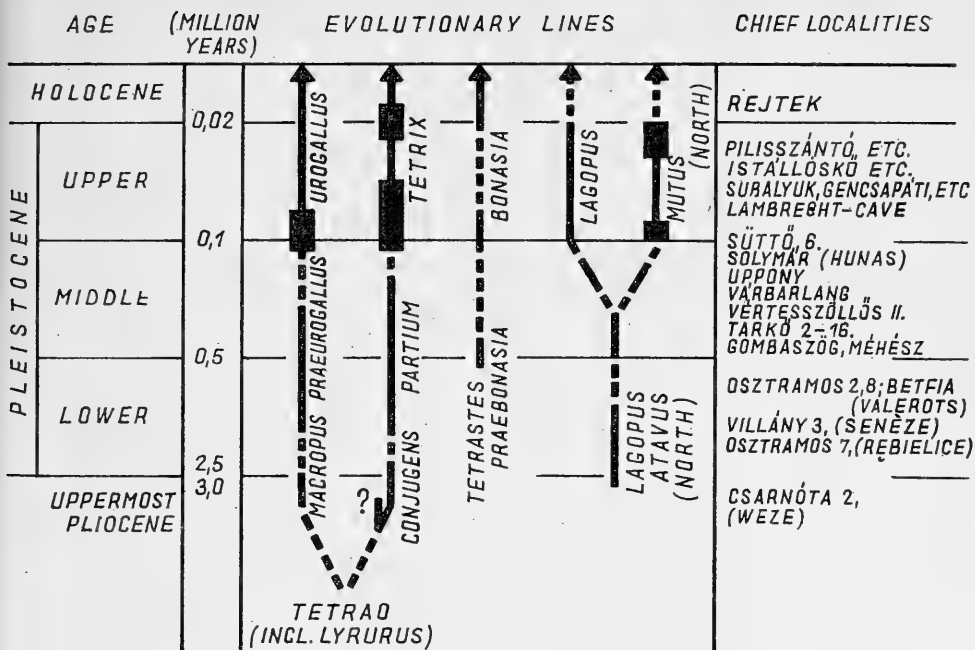 AGE (MILLION YEARS) EVOLUTIONARY LINES CHIEF LOCALITIES
HOLOCENE
PLEISTOCENE
UPPER
MIDDLE
LOWER
UPPERMOST
PLIOCENE
0,02
0,1
0,5
2,5
3,0
MACROPUS PRAEUROGALLUS UROGALLUS
?
CONJUGENS PARTIUM TETRIX
TETRAO
(INCL. LYRURUS)
TETRASTES
PRAEBONASIA
BONASIA
LAGOPUS
MUTUS
(NORTH)
LAGOPUS
ATAVUS
(NORTH)
REJTEK
PILISSZÁNTÓ, ETC.
ISTÁLLÓSKŐ ETC.
SUBALYUK, GENCSAPÁTI, ETC
LAMBREBHT-CAVE
SÜTTŐ, 6.
SOLYMÁR (HUNAS)
UPPONY
VÁRBARLANG
VÉRTESSZŐLLŐS II.
TARKŐ 2-16.
GOMBASZÖG, MÉHÉSZ
OSZTRAMOS 2,8; BETFIA
(VALEROTS)
VILLÁNY 3, (SENÈZE)
OSZTRAMOS 7, (RĘBIELICE)
CSARNÓTA 2,
(WEZE)